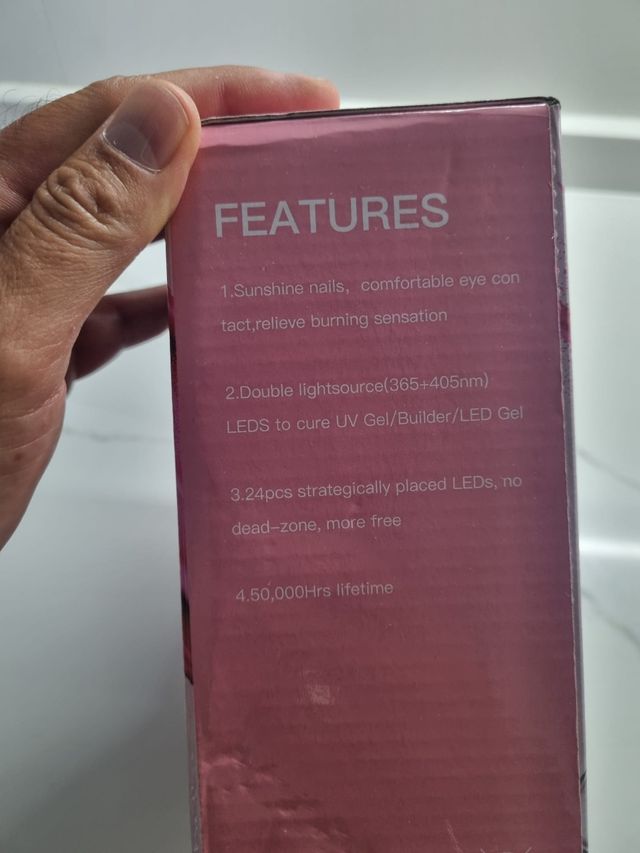 FEATURES
1.Sunshine nails, comfortable eye con
tact,relieve burning sensation
2.Double lightsource(365+405nm)
LEDS to cure UV Gel/Builder/LED Gel
3.24pcs strategically placed LEDs, no
dead-zone, more free
4.50,000Hrs lifetime